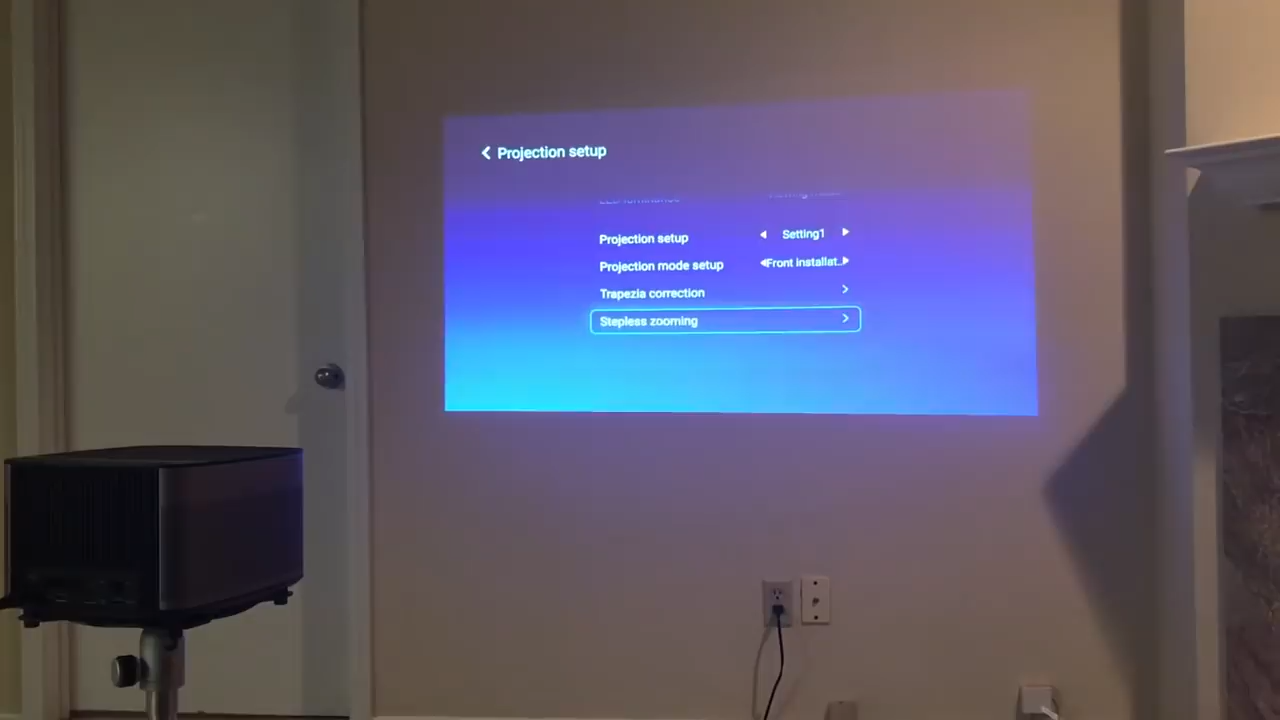 Projection setup
Projection setup Setting1
Projection mode setup Front installat...
Trapezia correction
Stepless zooming